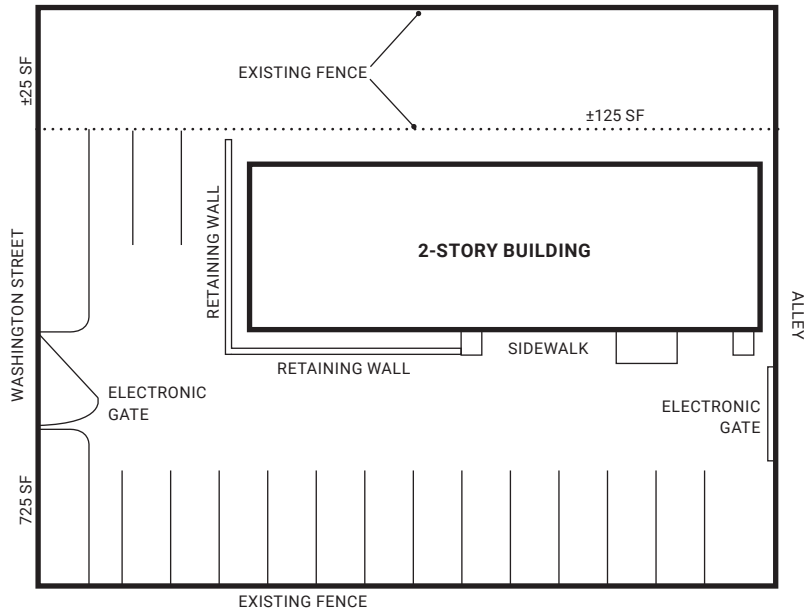 ±25 SF
EXISTING FENCE
±125 SF
RETAINING WALL
2-STORY BUILDING
WASHINGTON STREET
ALLEY
SIDEWALK
RETAINING WALL
ELECTRONIC
GATE
ELECTRONIC
GATE
725 SF
EXISTING FENCE